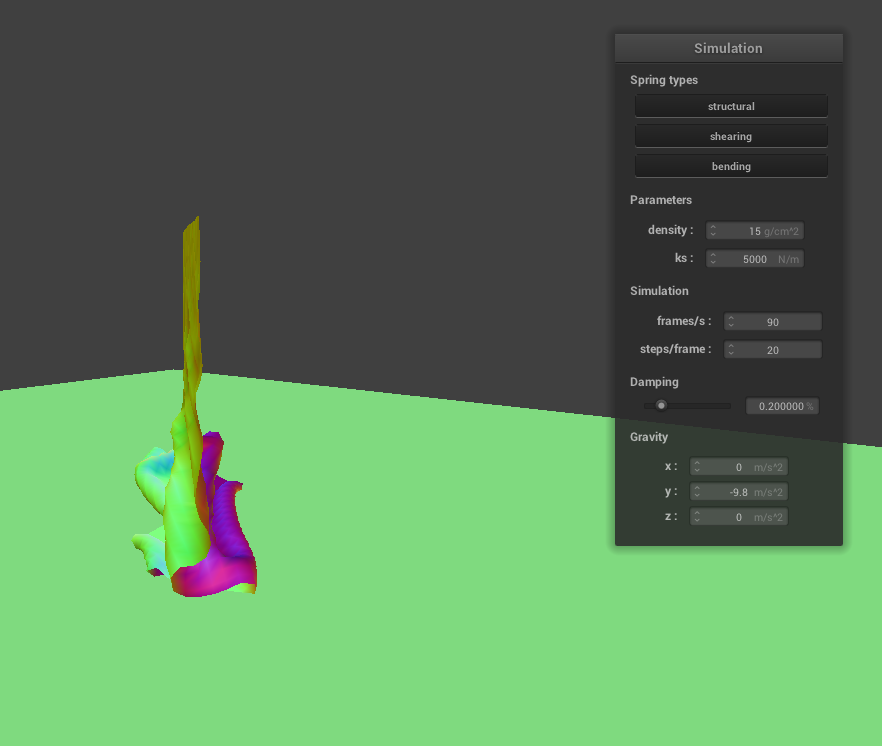 Simulation
Spring types
structural
shearing
bending
Parameters
density : 15 g/cm^2
ks : 5000 N/m
Simulation
frames/s : 90
steps/frame : 20
Damping
0.200000 %
Gravity
x : 0 m/s^2
y : -9.8 m/s^2
z : 0 m/s^2